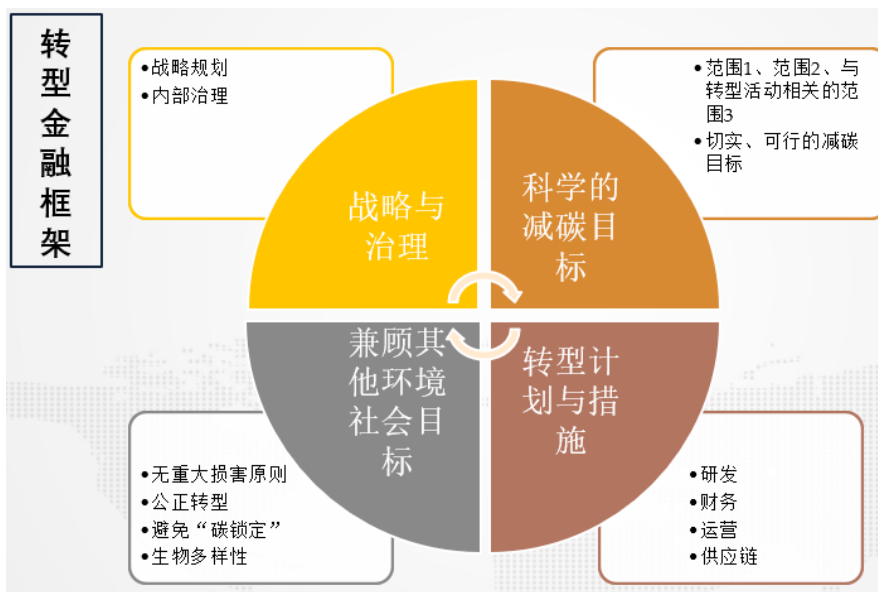 转型金融框架
•战略规划
•内部治理
•范围1、范围2、与
转型活动相关的范
围3
•切实、可行的减碳
目标
战略与
治理
科学的
减碳目
标
兼顾其
他环境
社会目
标
转型计
划与措
施
•无重大损害原则
•公正转型
•避免“碳锁定”
•生物多样性
•研发
•财务
•运营
•供应链